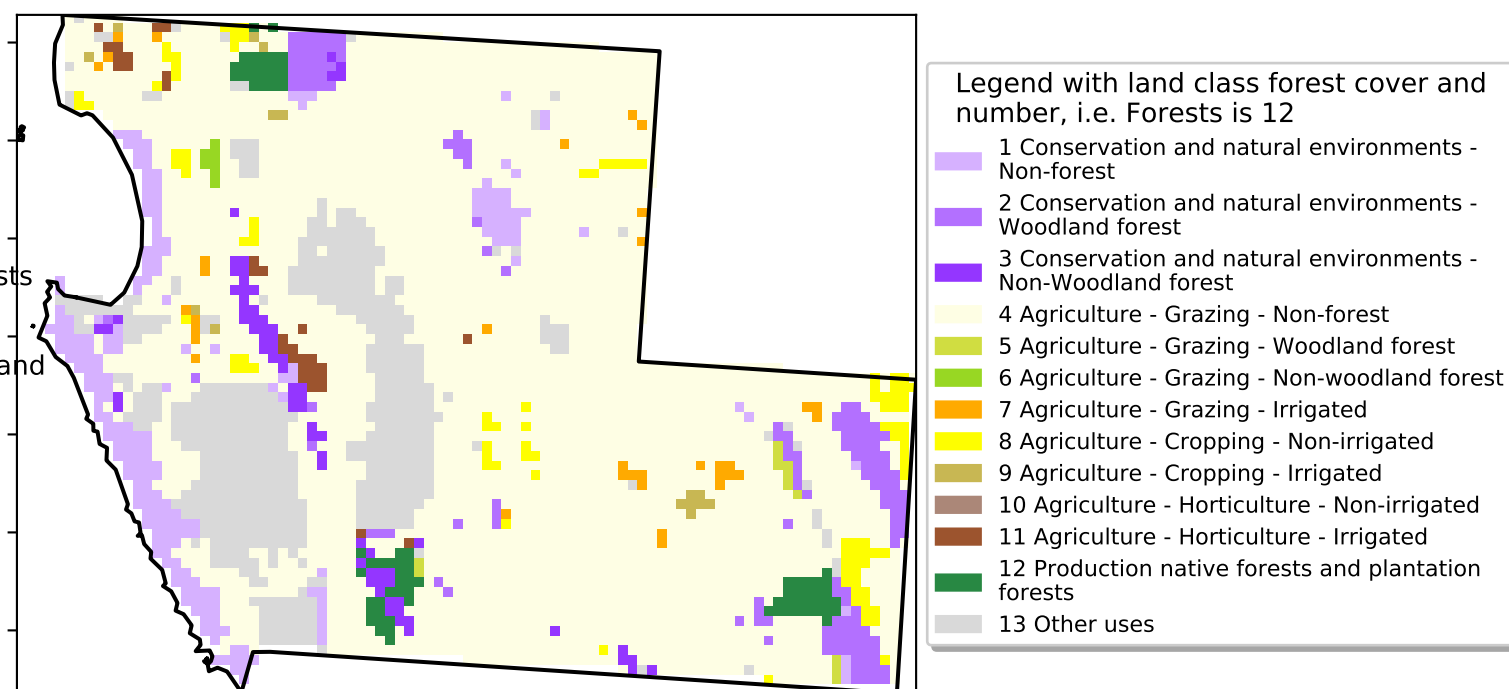 sts
and
Legend with land class forest cover and
number, i.e. Forests is 12
1 Conservation and natural environments -
Non-forest
2 Conservation and natural environments -
Woodland forest
3 Conservation and natural environments -
Non-Woodland forest
4 Agriculture - Grazing - Non-forest
5 Agriculture - Grazing - Woodland forest
6 Agriculture - Grazing - Non-woodland forest
7 Agriculture - Grazing - Irrigated
8 Agriculture - Cropping - Non-irrigated
9 Agriculture - Cropping - Irrigated
10 Agriculture - Horticulture - Non-irrigated
11 Agriculture - Horticulture - Irrigated
12 Production native forests and plantation
forests
13 Other uses